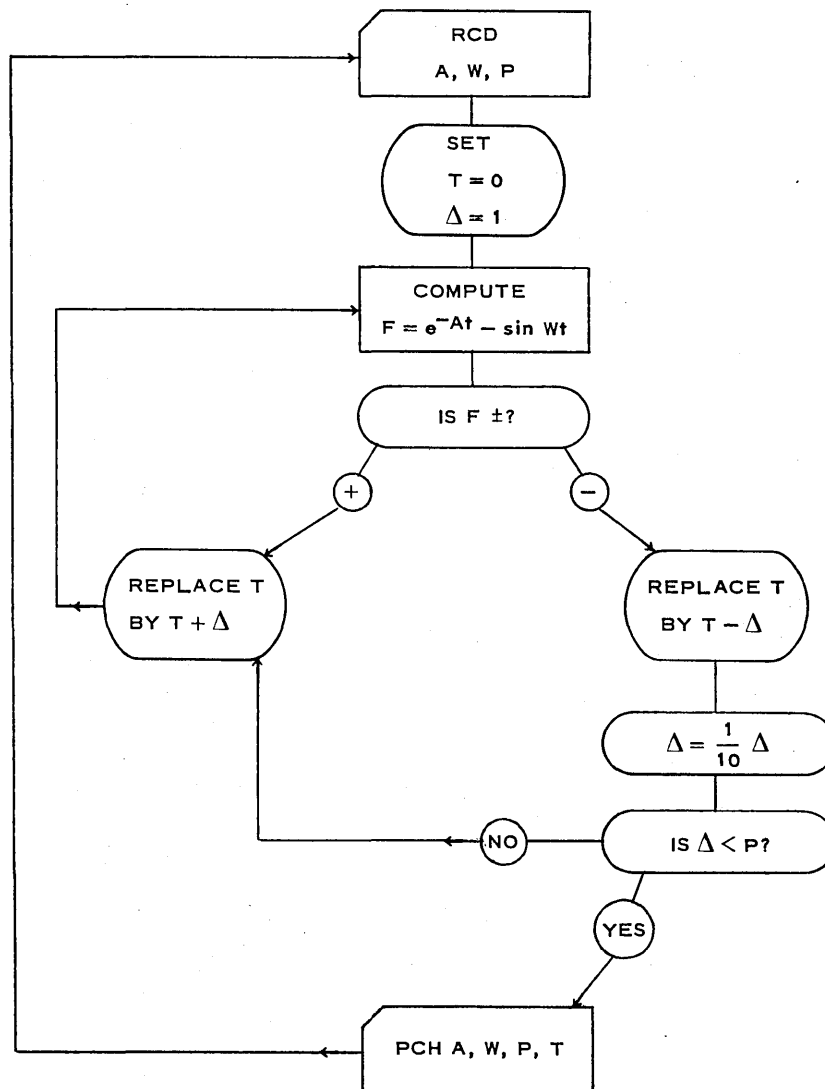 RCD
A, W, P
SET
T = 0
Δ = 1
COMPUTE
F = e⁻ᴬᵗ – sin Wt
IS F ±?
+
–
REPLACE T
BY T + Δ
REPLACE T
BY T – Δ
Δ = 1/10 Δ
IS Δ < P?
NO
YES
PCH A, W, P, T